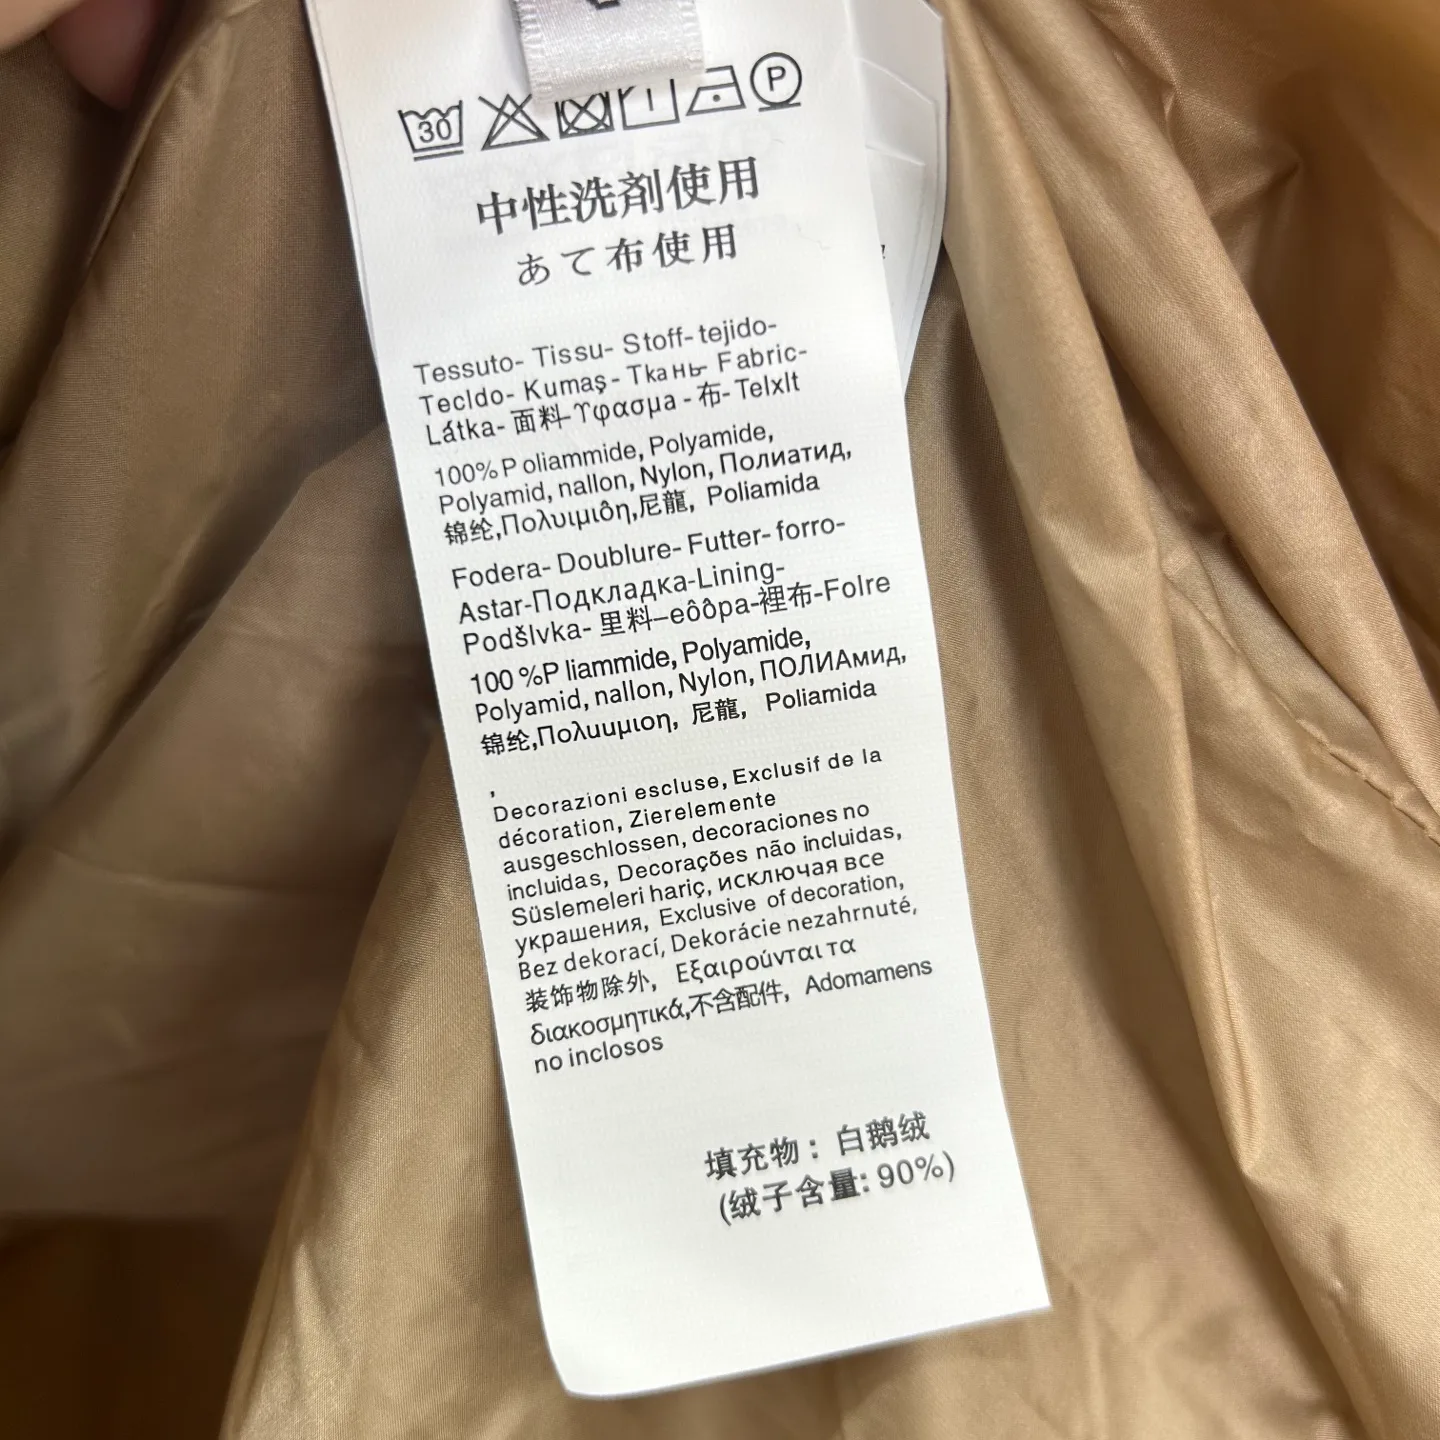 30
P
中性洗剤使用
あて布使用
Tessuto- Tissu- Stoff- tejido-
Tecldo- Kumaş- Ткань- Fabric-
Látka- 面料-ϒφασμα - 布- Telxlt
100%P oliammide, Polyamide,
Polyamid, nallon, Nylon, Полиатид,
锦纶,Πολυιμιδη,尼龍, Poliamida
Fodera- Doublure- Futter- forro-
Astar-Подкладка-Lining-
Podšlvka- 里料–eôôpa-裡布-Folre
100 %P liammide, Polyamide,
Polyamid, nallon, Nylon, ПОЛИАмид,
锦纶,Πολυυμιοη, 尼龍, Poliamida
,
Decorazioni escluse, Exclusif de la
décoration, Zierelemente
ausgeschlossen, decoraciones no
incluidas, Decorações não incluidas,
Süslemeleri hariç, исключая все
украшения, Exclusive of decoration,
Bez dekorací, Dekorácie nezahrnuté,
装饰物除外, Εξαιρούνται τα
διακοσμητικά,不含配件, Adomamens
no inclosos
填充物：白鹅绒
(绒子含量: 90%)